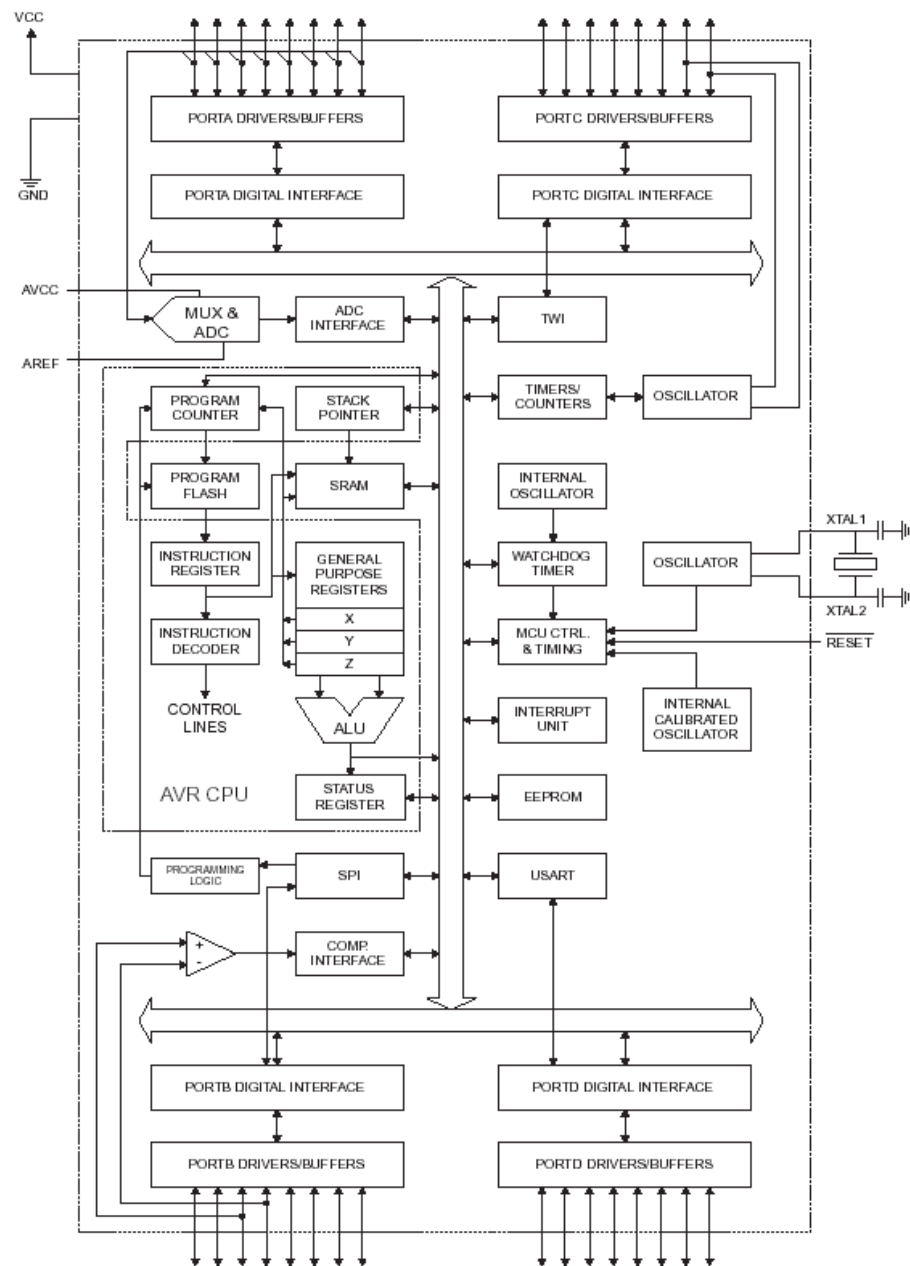 VCC
GND
PORTA DRIVERS/BUFFERS
PORTC DRIVERS/BUFFERS
PORTA DIGITAL INTERFACE
PORTC DIGITAL INTERFACE
AVCC
MUX &
ADC
ADC
INTERFACE
TWI
AREF
PROGRAM
COUNTER
STACK
POINTER
TIMERS/
COUNTERS
OSCILLATOR
PROGRAM
FLASH
SRAM
INTERNAL
OSCILLATOR
XTAL1
INSTRUCTION
REGISTER
GENERAL
PURPOSE
REGISTERS
WATCHDOG
TIMER
OSCILLATOR
X
XTAL2
INSTRUCTION
DECODER
Y
MCU CTRL.
& TIMING
RESET
Z
CONTROL
LINES
ALU
INTERRUPT
UNIT
INTERNAL
CALIBRATED
OSCILLATOR
AVR CPU
STATUS
REGISTER
EEPROM
PROGRAMMING
LOGIC
SPI
USART
+
-
COMP.
INTERFACE
PORTB DIGITAL INTERFACE
PORTD DIGITAL INTERFACE
PORTB DRIVERS/BUFFERS
PORTD DRIVERS/BUFFERS